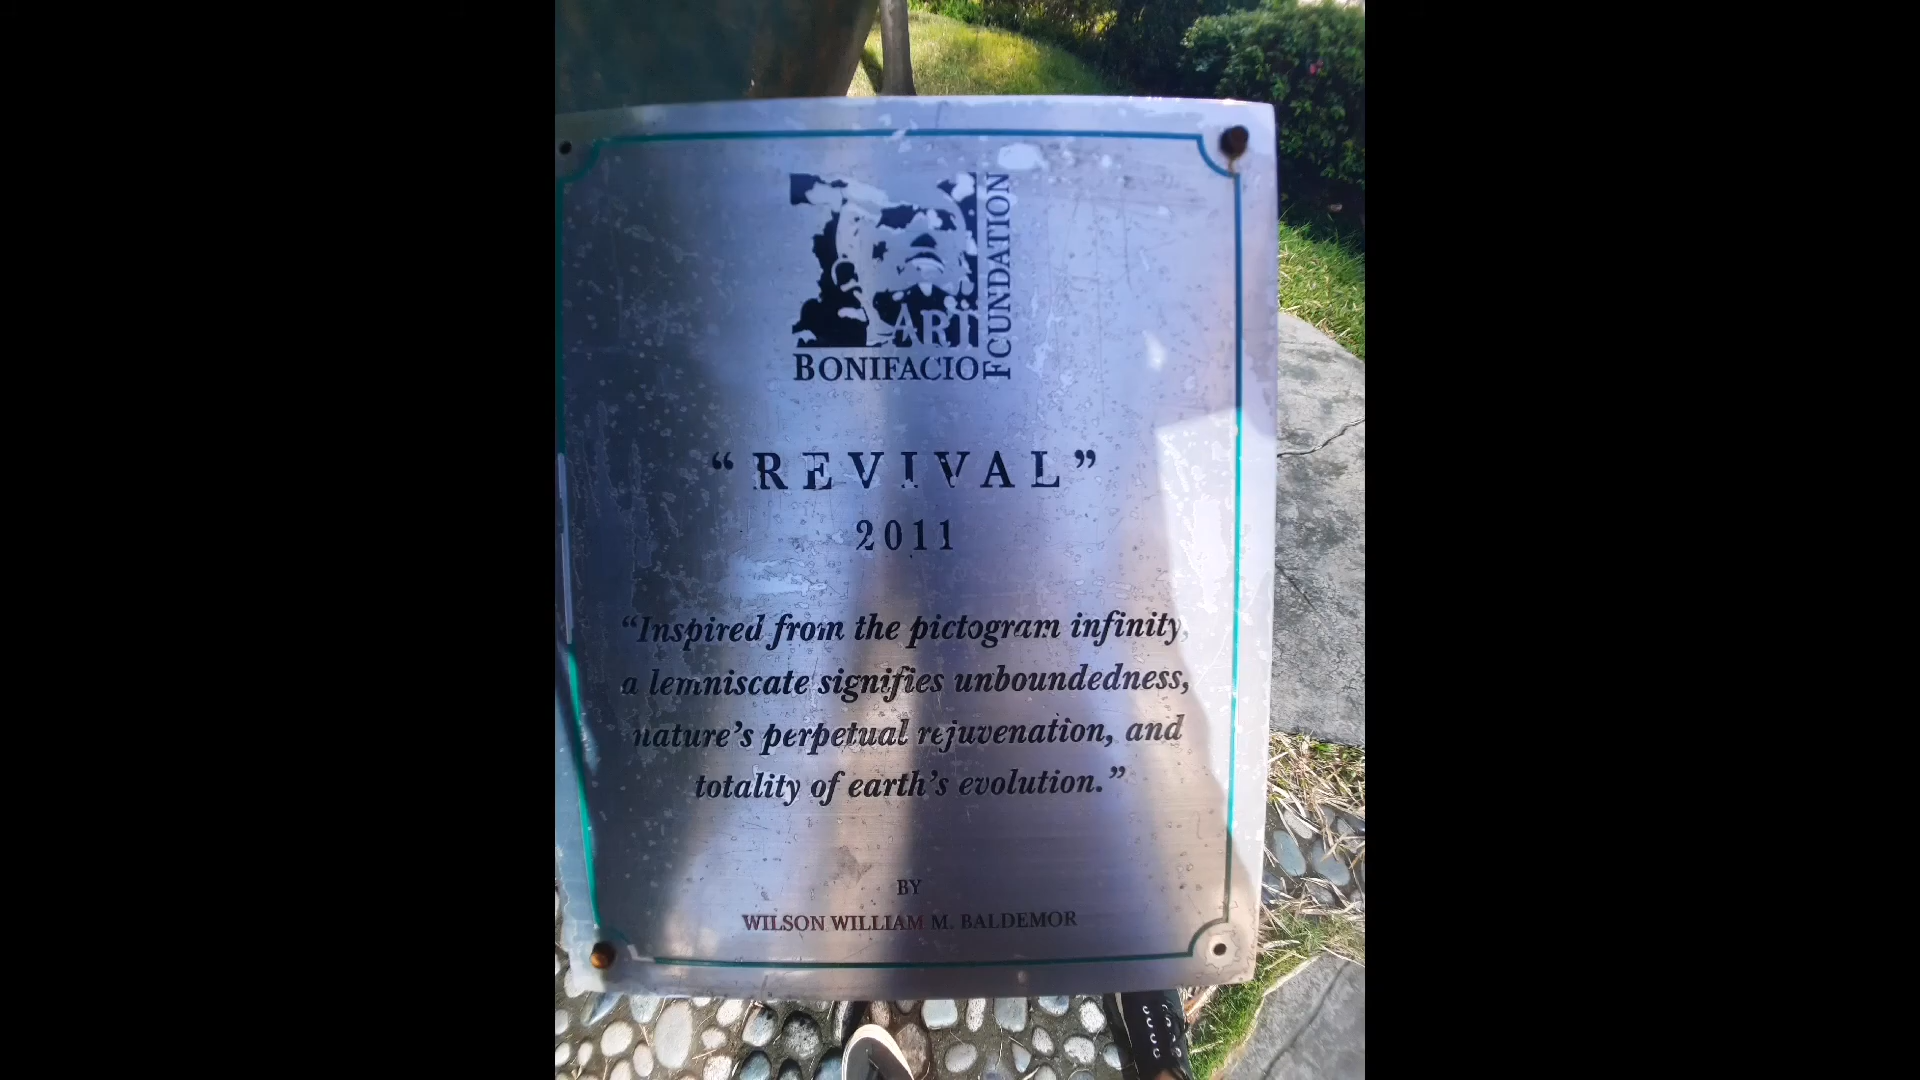 ART
BONIFACIO
FOUNDATION
“REVIVAL”
2011
“Inspired from the pictogram infinity,
a lemniscate signifies unboundedness,
nature’s perpetual rejuvenation, and
totality of earth’s evolution.”
BY
WILSON WILLIAM M. BALDEMOR